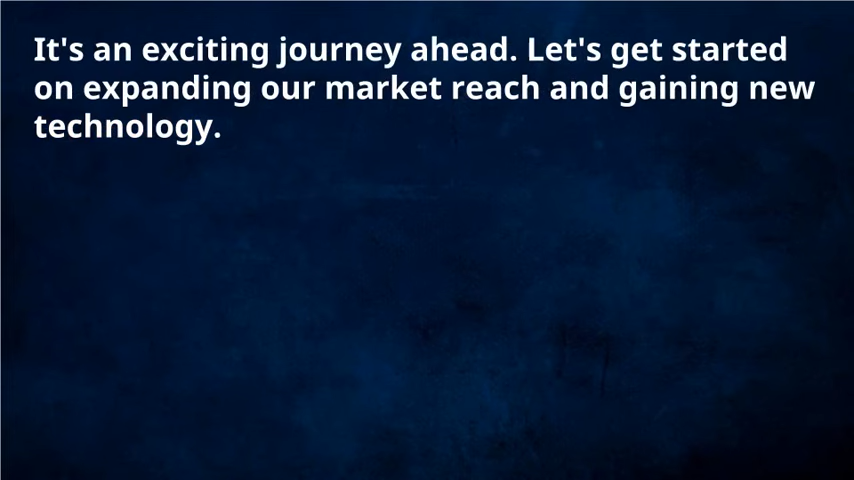 It's an exciting journey ahead. Let's get started
on expanding our market reach and gaining new
technology.